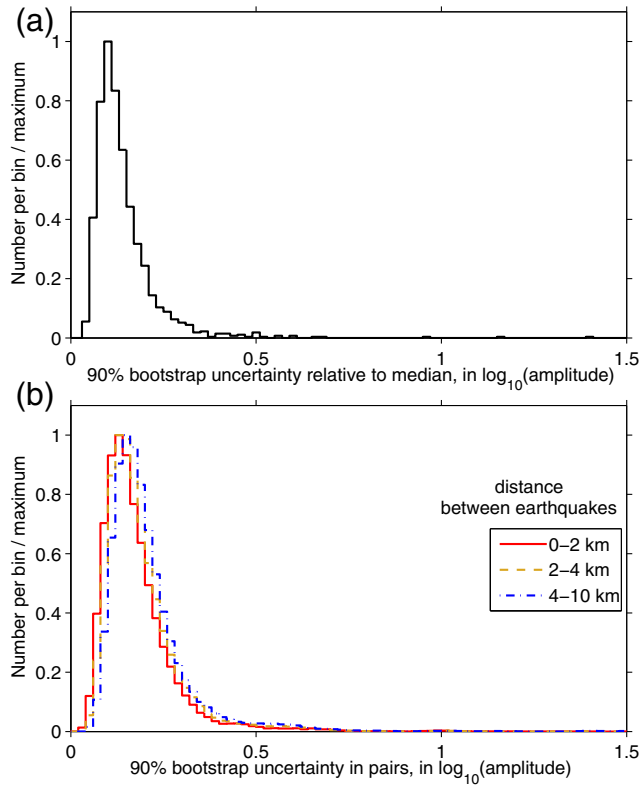 (a)
Number per bin / maximum
1
0.8
0.6
0.4
0.2
0
0 0.5 1 1.5
90% bootstrap uncertainty relative to median, in log10(amplitude)
(b)
Number per bin / maximum
1
0.8
0.6
0.4
0.2
0
distance
between earthquakes
0−2 km
2−4 km
4−10 km
0 0.5 1 1.5
90% bootstrap uncertainty in pairs, in log10(amplitude)